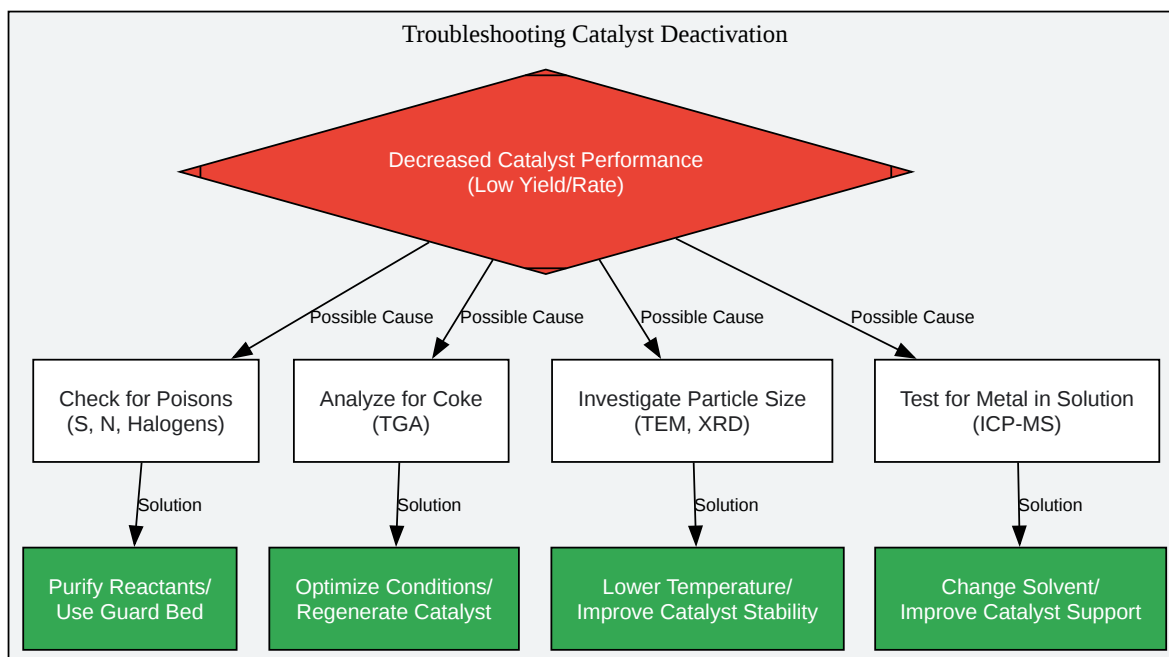 Troubleshooting Catalyst Deactivation
Decreased Catalyst Performance
(Low Yield/Rate)
Possible Cause
Possible Cause
Possible Cause
Possible Cause
Check for Poisons
(S, N, Halogens)
Analyze for Coke
(TGA)
Investigate Particle Size
(TEM, XRD)
Test for Metal in Solution
(ICP-MS)
Solution
Solution
Solution
Solution
Purify Reactants/
Use Guard Bed
Optimize Conditions/
Regenerate Catalyst
Lower Temperature/
Improve Catalyst Stability
Change Solvent/
Improve Catalyst Support